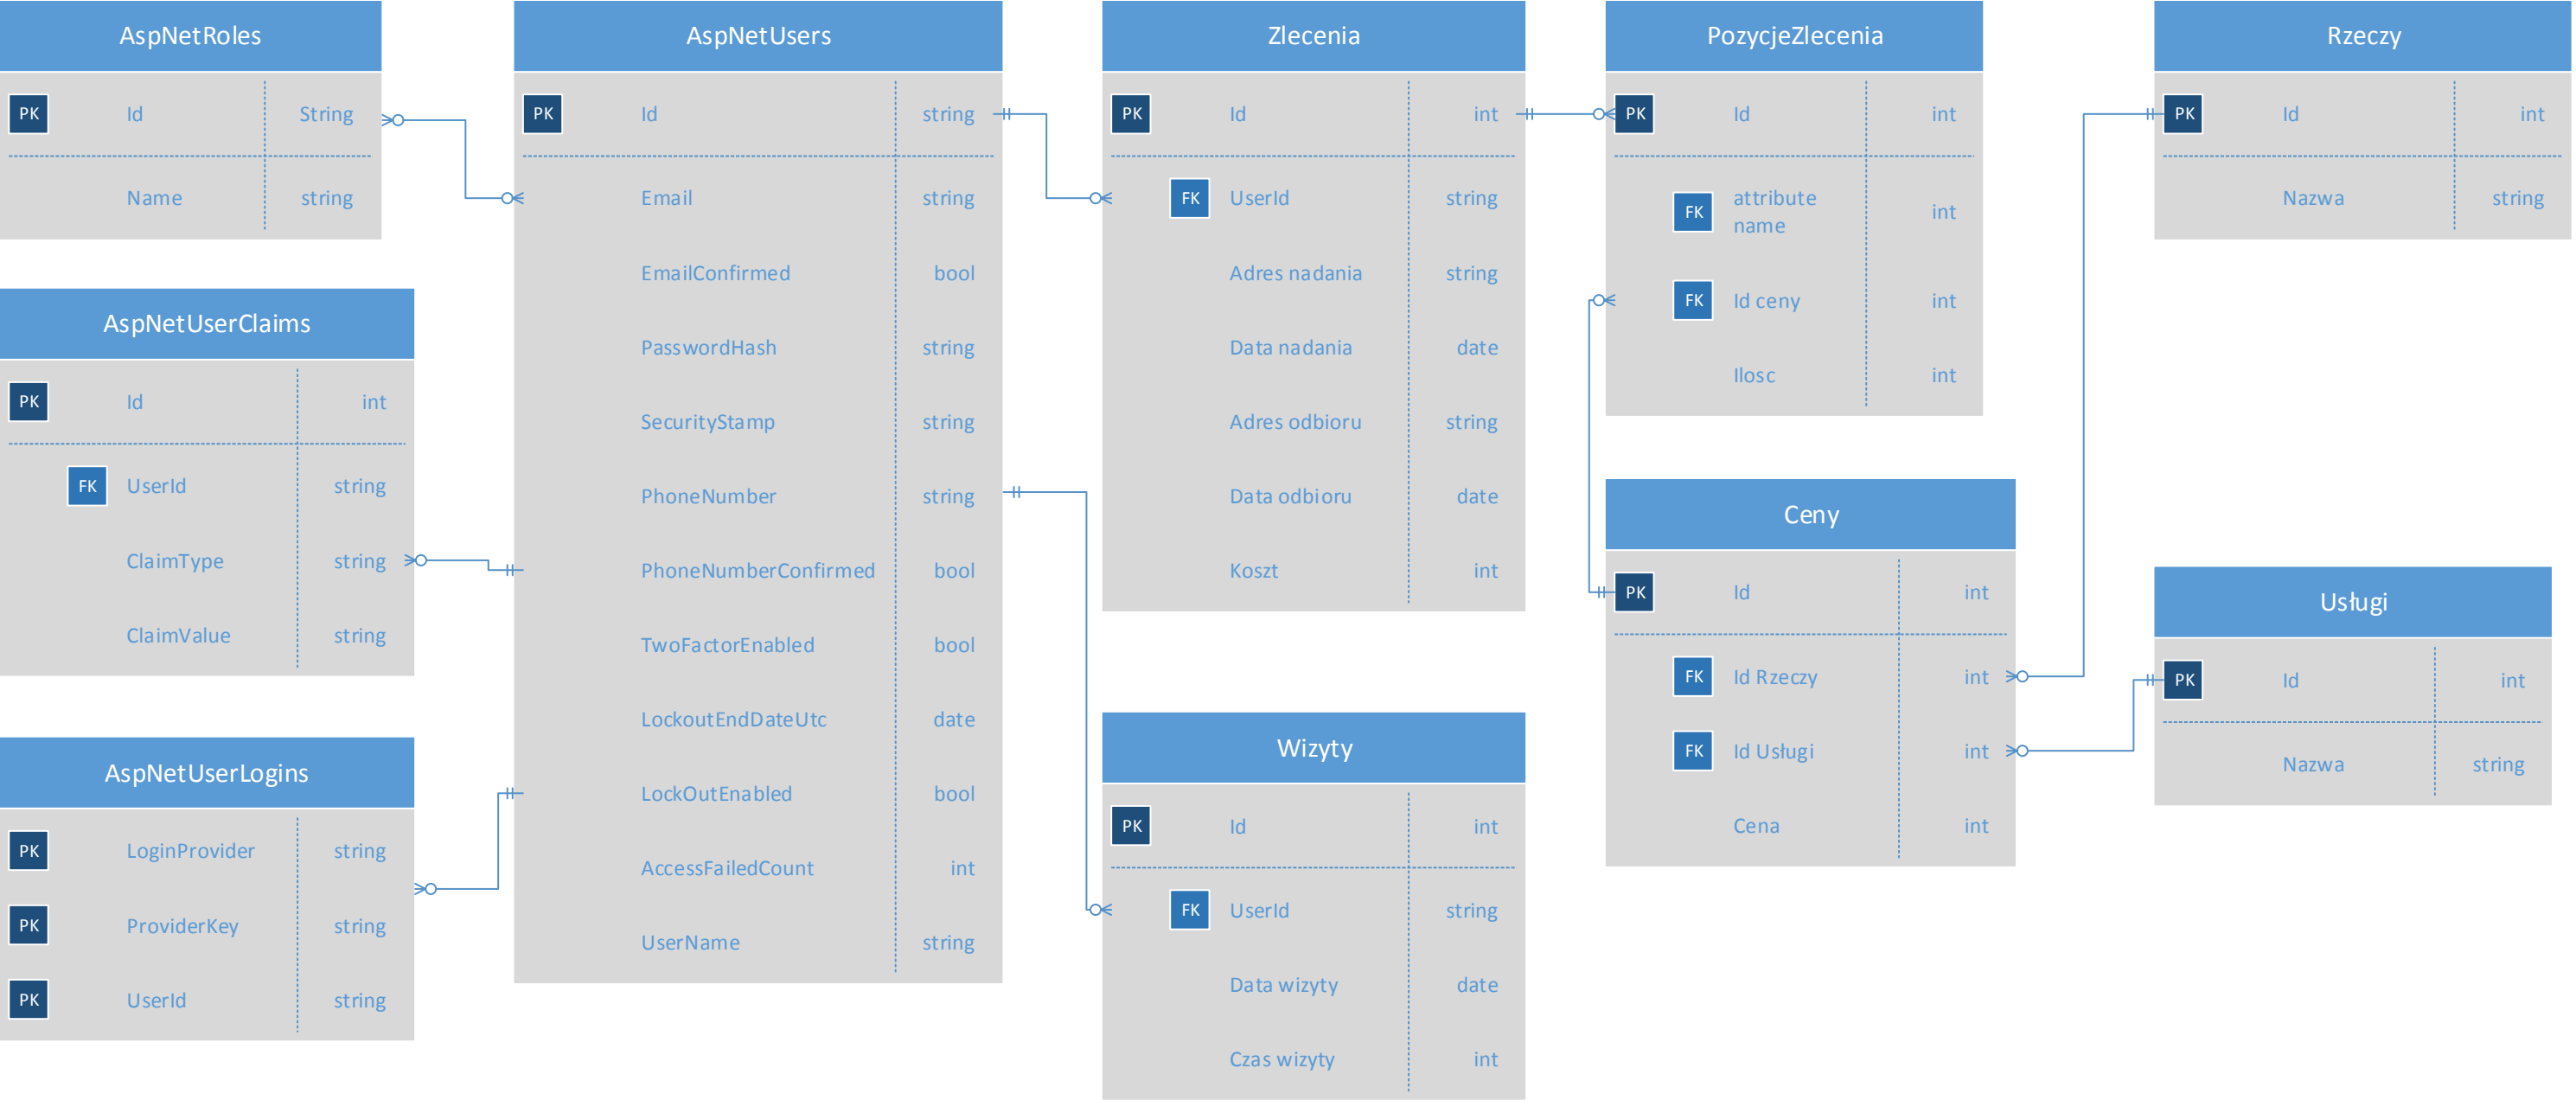 AspNetRoles
PK Id String
Name string
AspNetUserClaims
PK Id int
FK UserId string
ClaimType string
ClaimValue string
AspNetUserLogins
PK LoginProvider string
PK ProviderKey string
PK UserId string
AspNetUsers
PK Id string
Email string
EmailConfirmed bool
PasswordHash string
SecurityStamp string
PhoneNumber string
PhoneNumberConfirmed bool
TwoFactorEnabled bool
LockoutEndDateUtc date
LockOutEnabled bool
AccessFailedCount int
UserName string
Zlecenia
PK Id int
FK UserId string
Adres nadania string
Data nadania date
Adres odbioru string
Data odbioru date
Koszt int
Wizyty
PK Id int
FK UserId string
Data wizyty date
Czas wizyty int
PozycjeZlecenia
PK Id int
FK attribute
name int
FK Id ceny int
Ilosc int
Ceny
PK Id int
FK Id Rzeczy int
FK Id Usługi int
Cena int
Rzeczy
PK Id int
Nazwa string
Usługi
PK Id int
Nazwa string